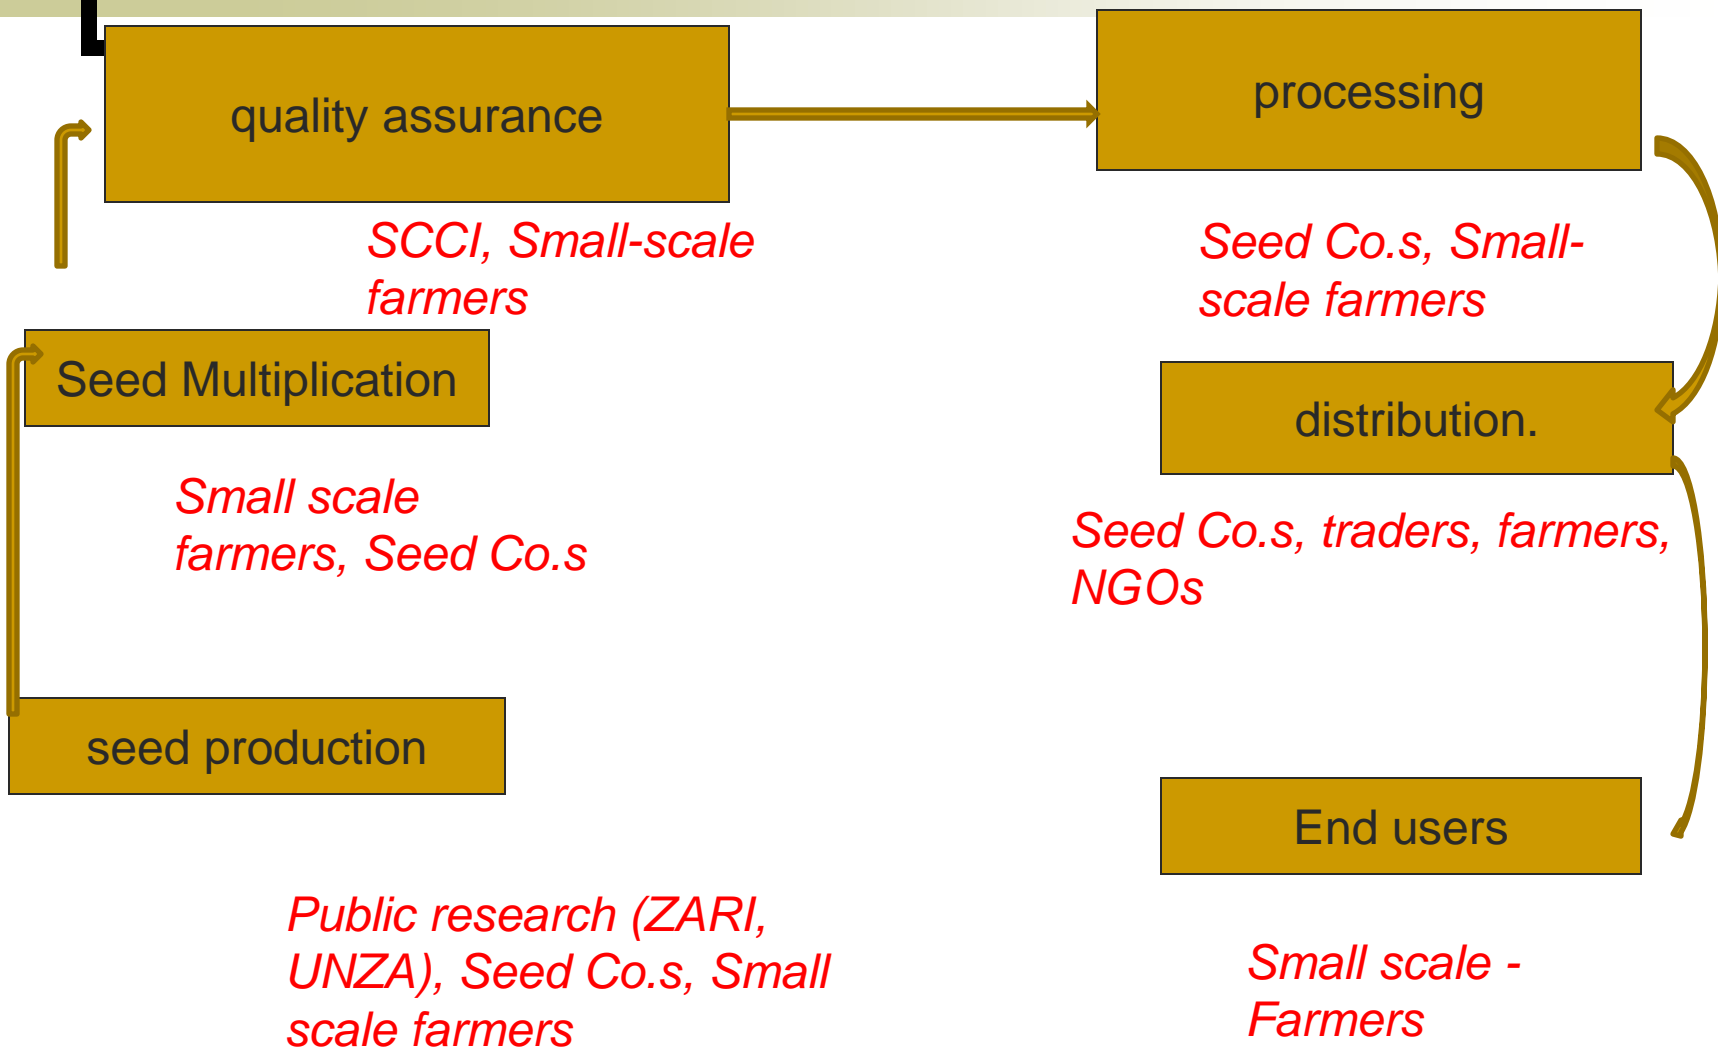 quality assurance
processing
SCCI, Small-scale
farmers
Seed Co.s, Small-
scale farmers
Seed Multiplication
distribution.
Small scale
farmers, Seed Co.s
Seed Co.s, traders, farmers,
NGOs
seed production
End users
Public research (ZARI,
UNZA), Seed Co.s, Small
scale farmers
Small scale -
Farmers